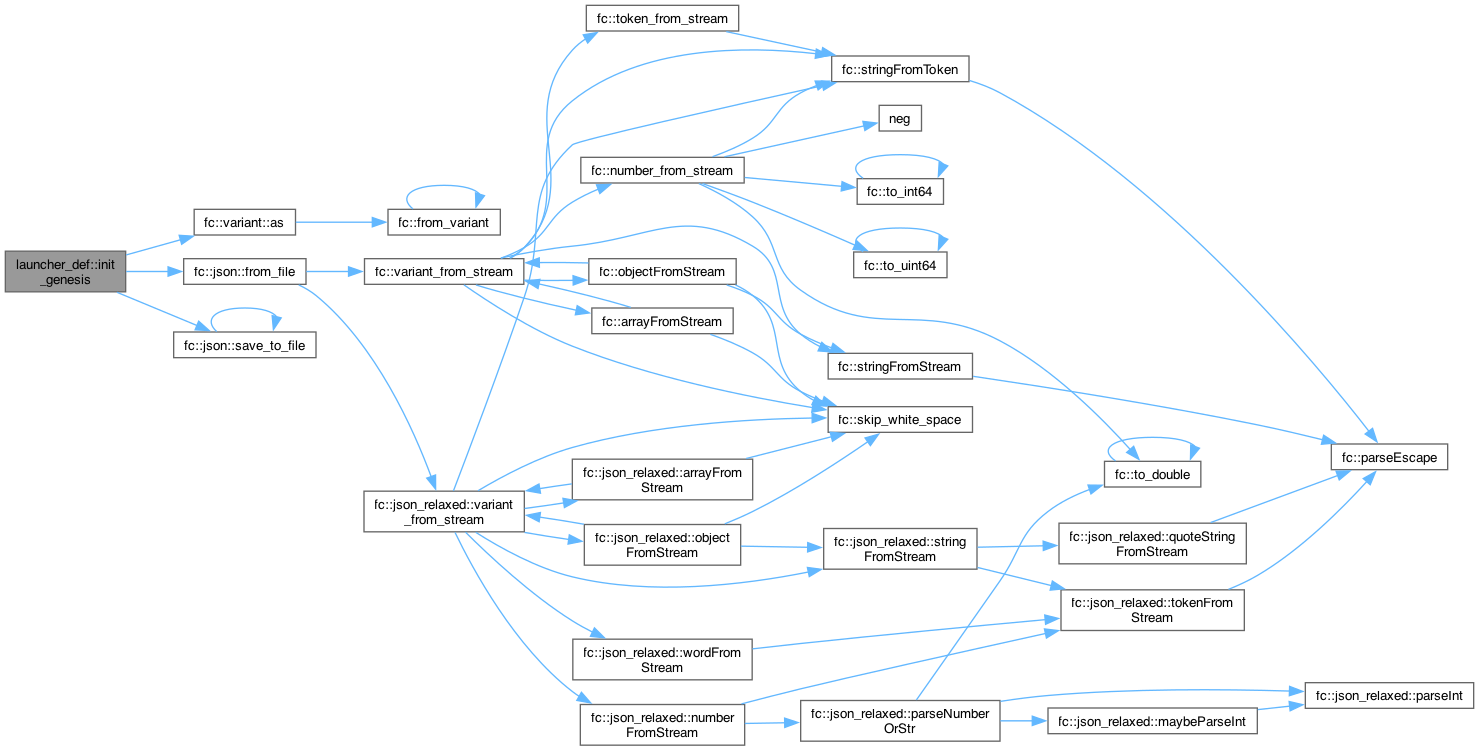 fc::token_from_stream
fc::stringFromToken
neg
fc::number_from_stream
fc::to_int64
fc::variant::as
fc::from_variant
launcher_def::init
_genesis
fc::json::from_file
fc::variant_from_stream
fc::objectFromStream
fc::to_uint64
fc::arrayFromStream
fc::json::save_to_file
fc::stringFromStream
fc::skip_white_space
fc::parseEscape
fc::json_relaxed::arrayFrom
Stream
fc::to_double
fc::json_relaxed::variant
_from_stream
fc::json_relaxed::object
FromStream
fc::json_relaxed::string
FromStream
fc::json_relaxed::quoteString
FromStream
fc::json_relaxed::tokenFrom
Stream
fc::json_relaxed::wordFrom
Stream
fc::json_relaxed::number
FromStream
fc::json_relaxed::parseNumber
OrStr
fc::json_relaxed::maybeParseInt
fc::json_relaxed::parseInt